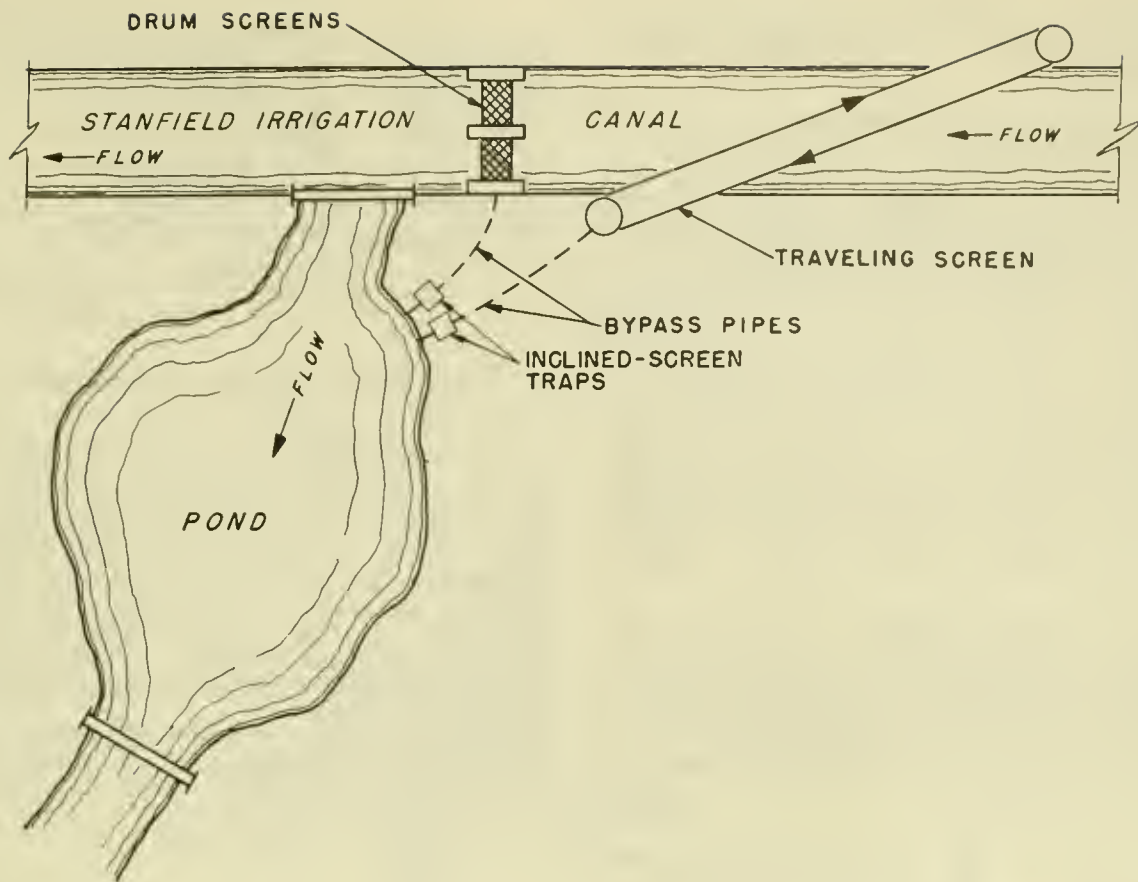 DRUM SCREENS
STANFIELD IRRIGATION CANAL
FLOW
FLOW
TRAVELING SCREEN
BYPASS PIPES
INCLINED-SCREEN
TRAPS
FLOW
POND